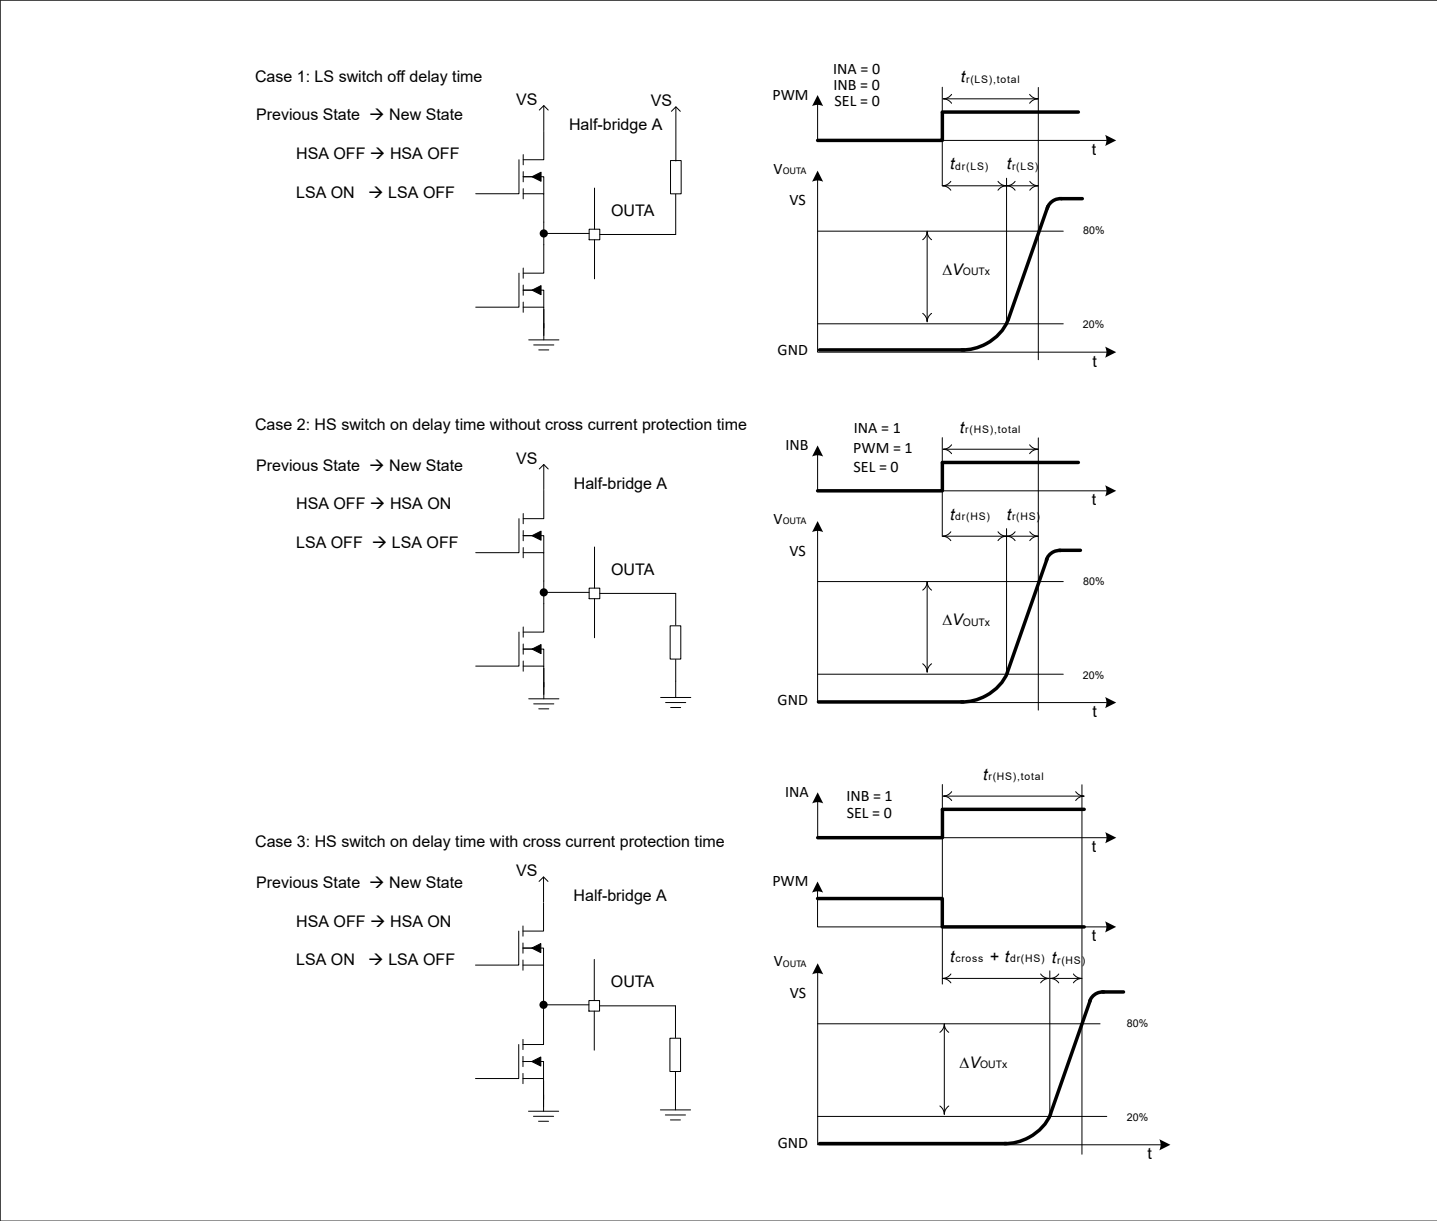 Case 1: LS switch off delay time
Previous State → New State
HSA OFF → HSA OFF
LSA ON → LSA OFF
VS
VS
Half-bridge A
OUTA
INA = 0
INB = 0
SEL = 0
tr(LS),total
PWM
t
tdr(LS)
tr(LS)
VOUTA
VS
80%
ΔVOUTx
20%
GND
t
Case 2: HS switch on delay time without cross current protection time
Previous State → New State
HSA OFF → HSA ON
LSA OFF → LSA OFF
VS
Half-bridge A
OUTA
INA = 1
PWM = 1
SEL = 0
tr(HS),total
INB
t
tdr(HS)
tr(HS)
VOUTA
VS
80%
ΔVOUTx
20%
GND
t
Case 3: HS switch on delay time with cross current protection time
Previous State → New State
HSA OFF → HSA ON
LSA ON → LSA OFF
VS
Half-bridge A
OUTA
tr(HS),total
INA
INB = 1
SEL = 0
t
PWM
t
tcross + tdr(HS)
tr(HS)
VOUTA
VS
80%
ΔVOUTx
20%
GND
t